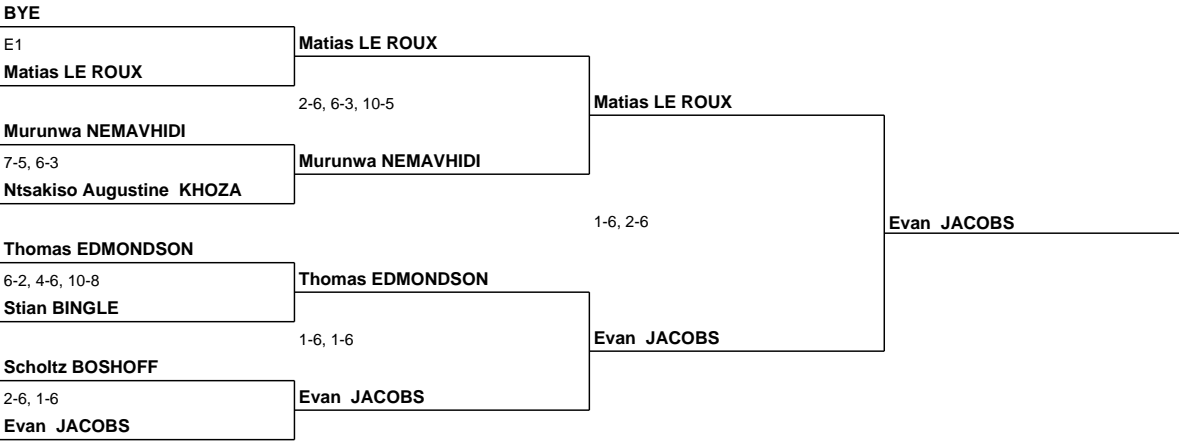 BYE
E1
Matias LE ROUX
Matias LE ROUX
2-6, 6-3, 10-5
Matias LE ROUX
Murunwa NEMAVHIDI
7-5, 6-3
Murunwa NEMAVHIDI
Ntsakiso Augustine  KHOZA
1-6, 2-6
Evan  JACOBS
Thomas EDMONDSON
6-2, 4-6, 10-8
Thomas EDMONDSON
Stian BINGLE
1-6, 1-6
Evan  JACOBS
Scholtz BOSHOFF
2-6, 1-6
Evan  JACOBS
Evan  JACOBS